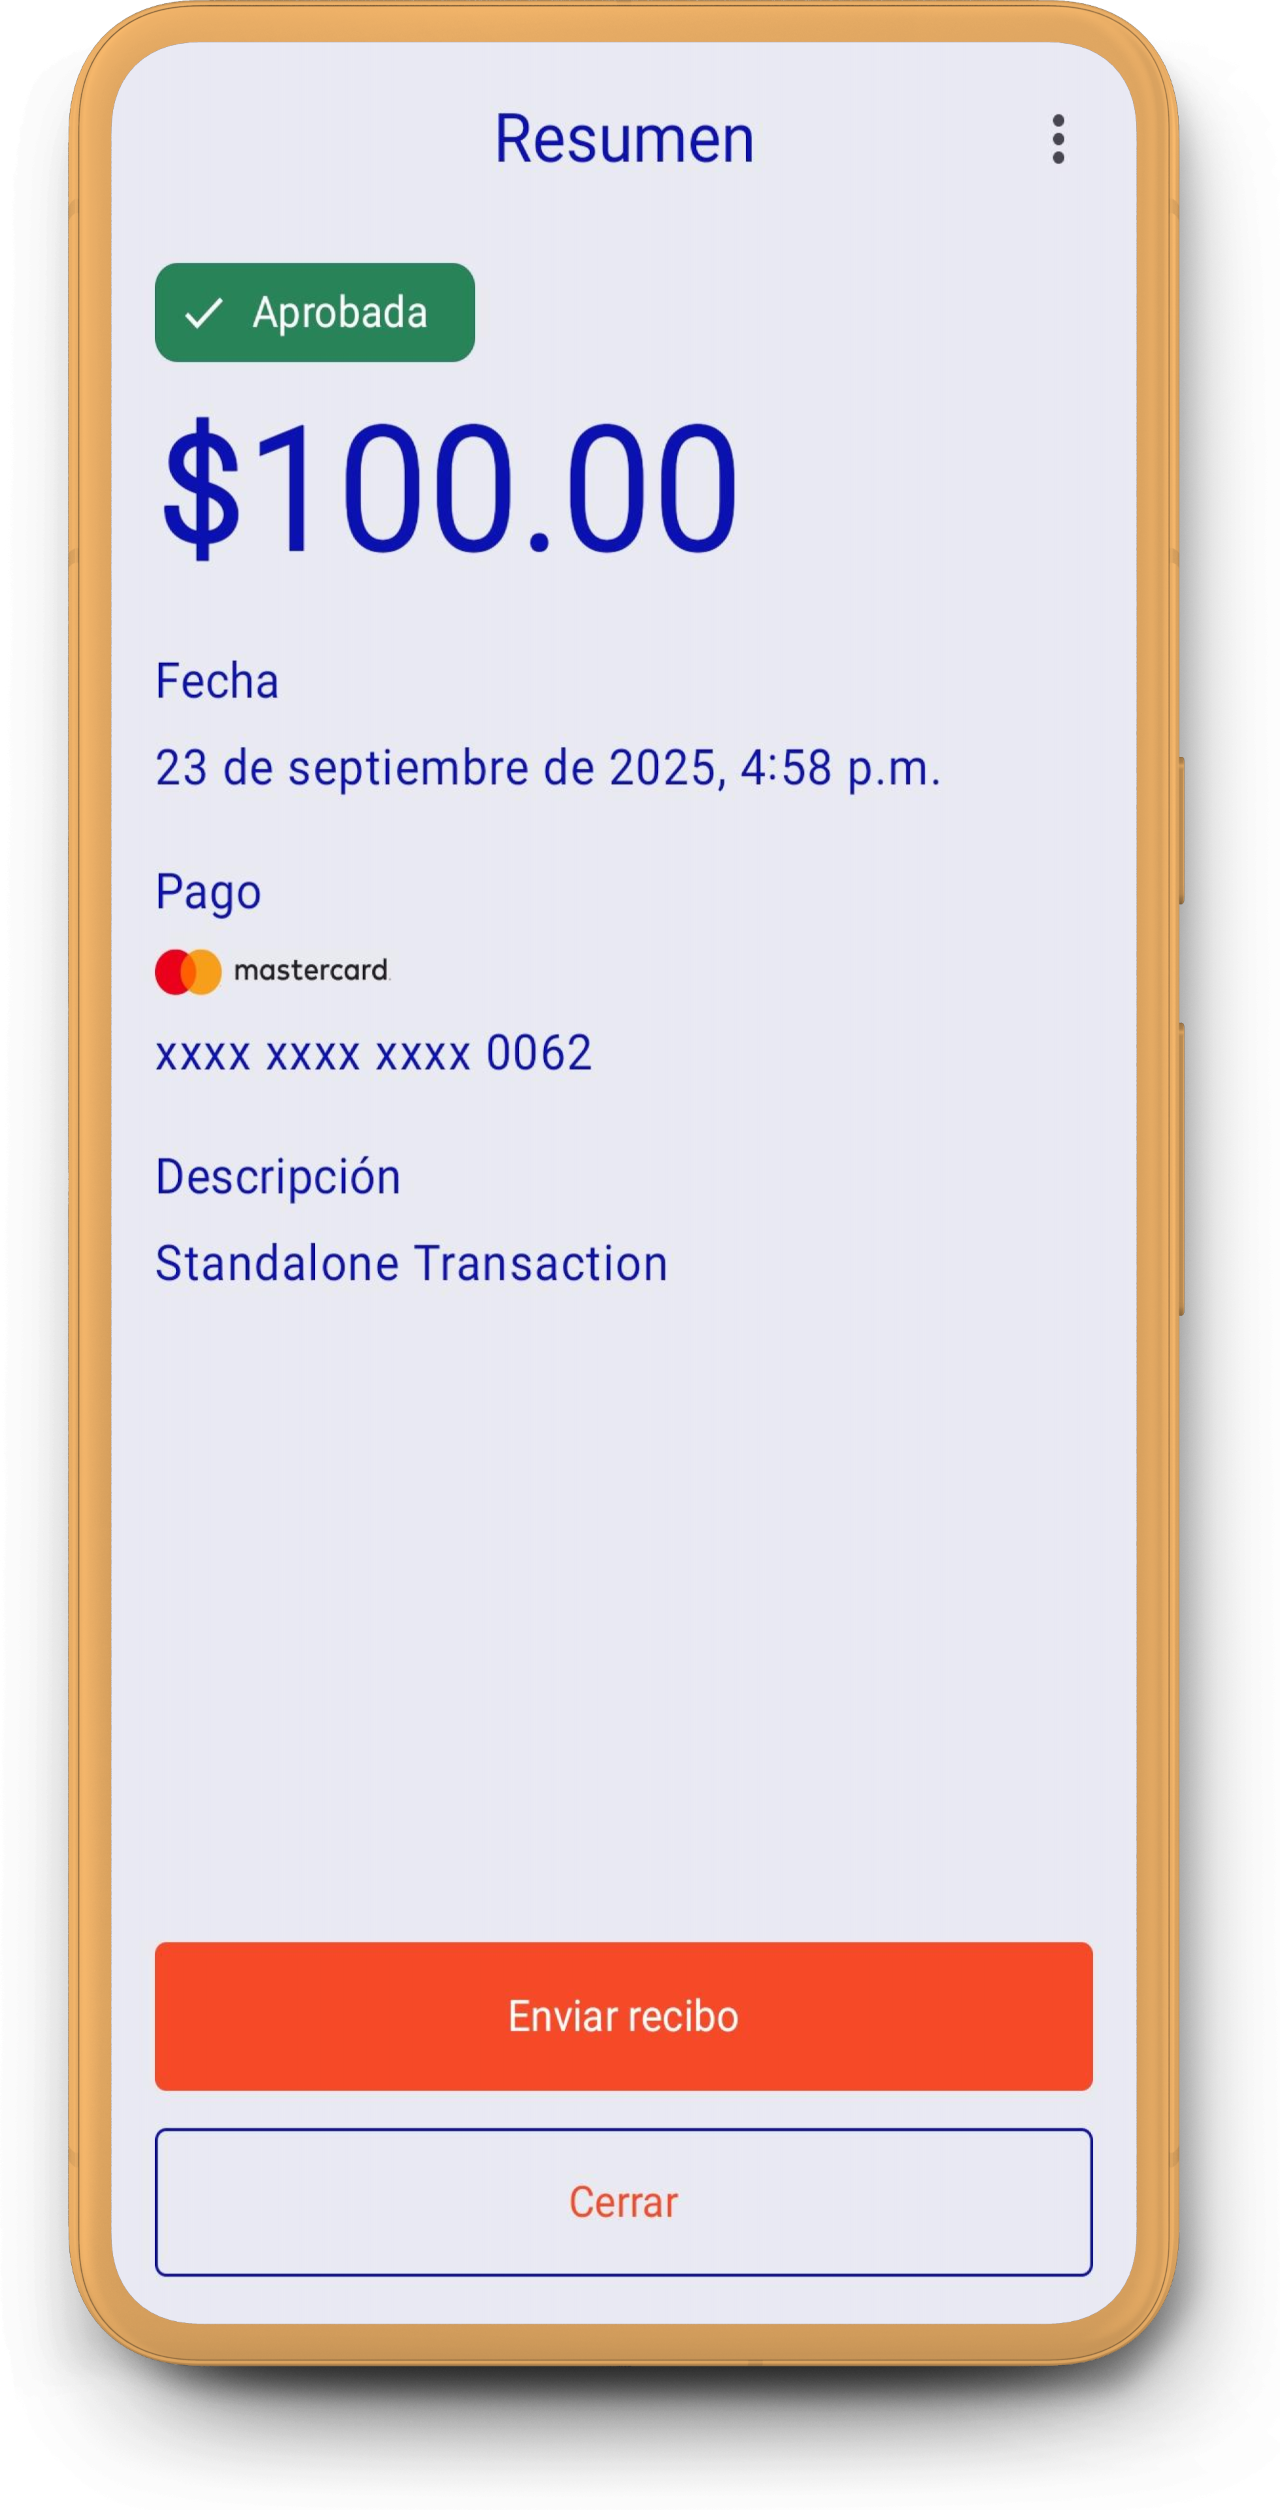 Resumen
Aprobada
$100.00
Fecha
23 de septiembre de 2025, 4:58 p.m.
Pago
mastercard.
xxxx xxxx xxxx 0062
Descripción
Standalone Transaction
Enviar recibo
Cerrar